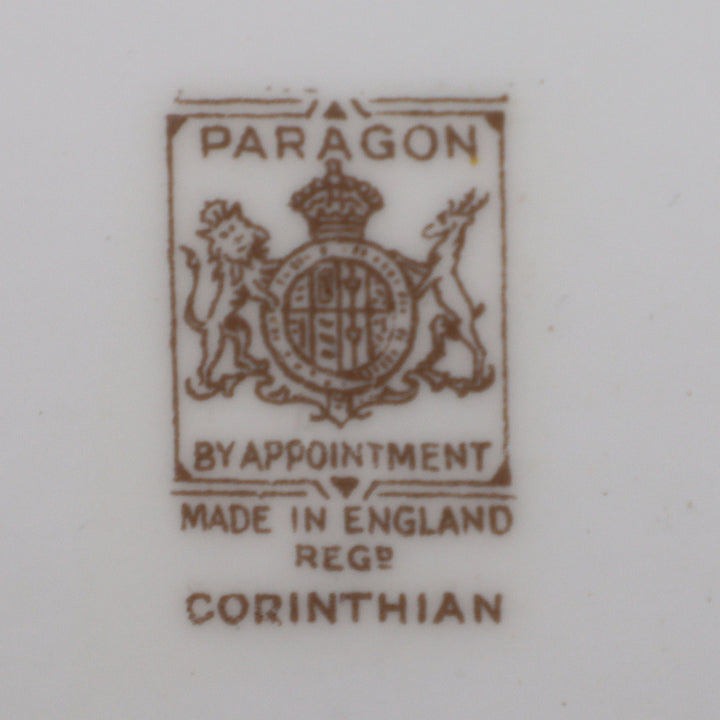 PARAGON
BY APPOINTMENT
MADE IN ENGLAND
REGD
CORINTHIAN